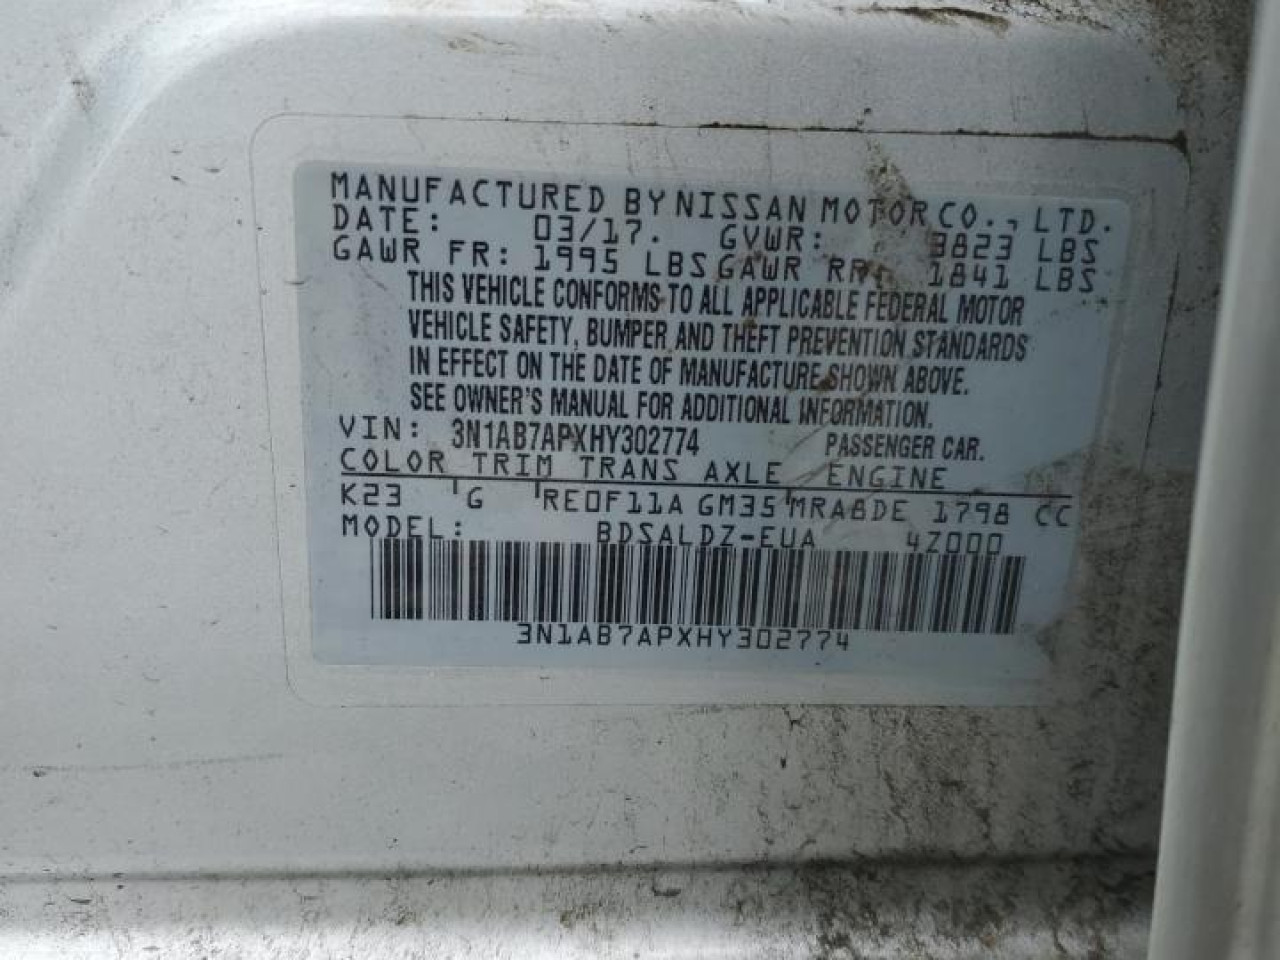 MANUFACTURED BY NISSAN MOTOR CO., LTD.
DATE: 03/17. GVWR: 3823 LBS
GAWR FR: 1995 LBS GAWR RR: 1841 LBS
THIS VEHICLE CONFORMS TO ALL APPLICABLE FEDERAL MOTOR
VEHICLE SAFETY, BUMPER AND THEFT PREVENTION STANDARDS
IN EFFECT ON THE DATE OF MANUFACTURE SHOWN ABOVE.
SEE OWNER'S MANUAL FOR ADDITIONAL INFORMATION.
VIN: 3N1AB7APXHY302774 PASSENGER CAR.
COLOR TRIM TRANS AXLE ENGINE
K23 G RE0F11A GM35 MRA8DE 1798 CC
MODEL: BDSALDZ-EUA 4Z000
3N1AB7APXHY302774